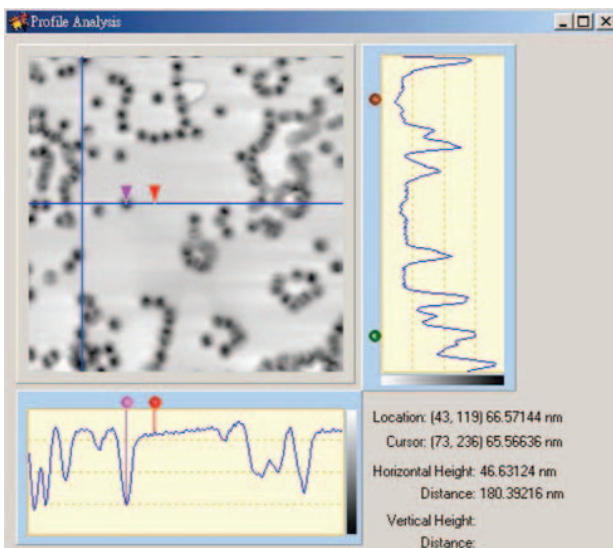 Profile Analysis
Location: (43, 119) 66.57144 nm
Cursor: (73, 236) 65.56636 nm
Horizontal Height: 46.63124 nm
Distance: 180.39216 nm
Vertical Height:
Distance: